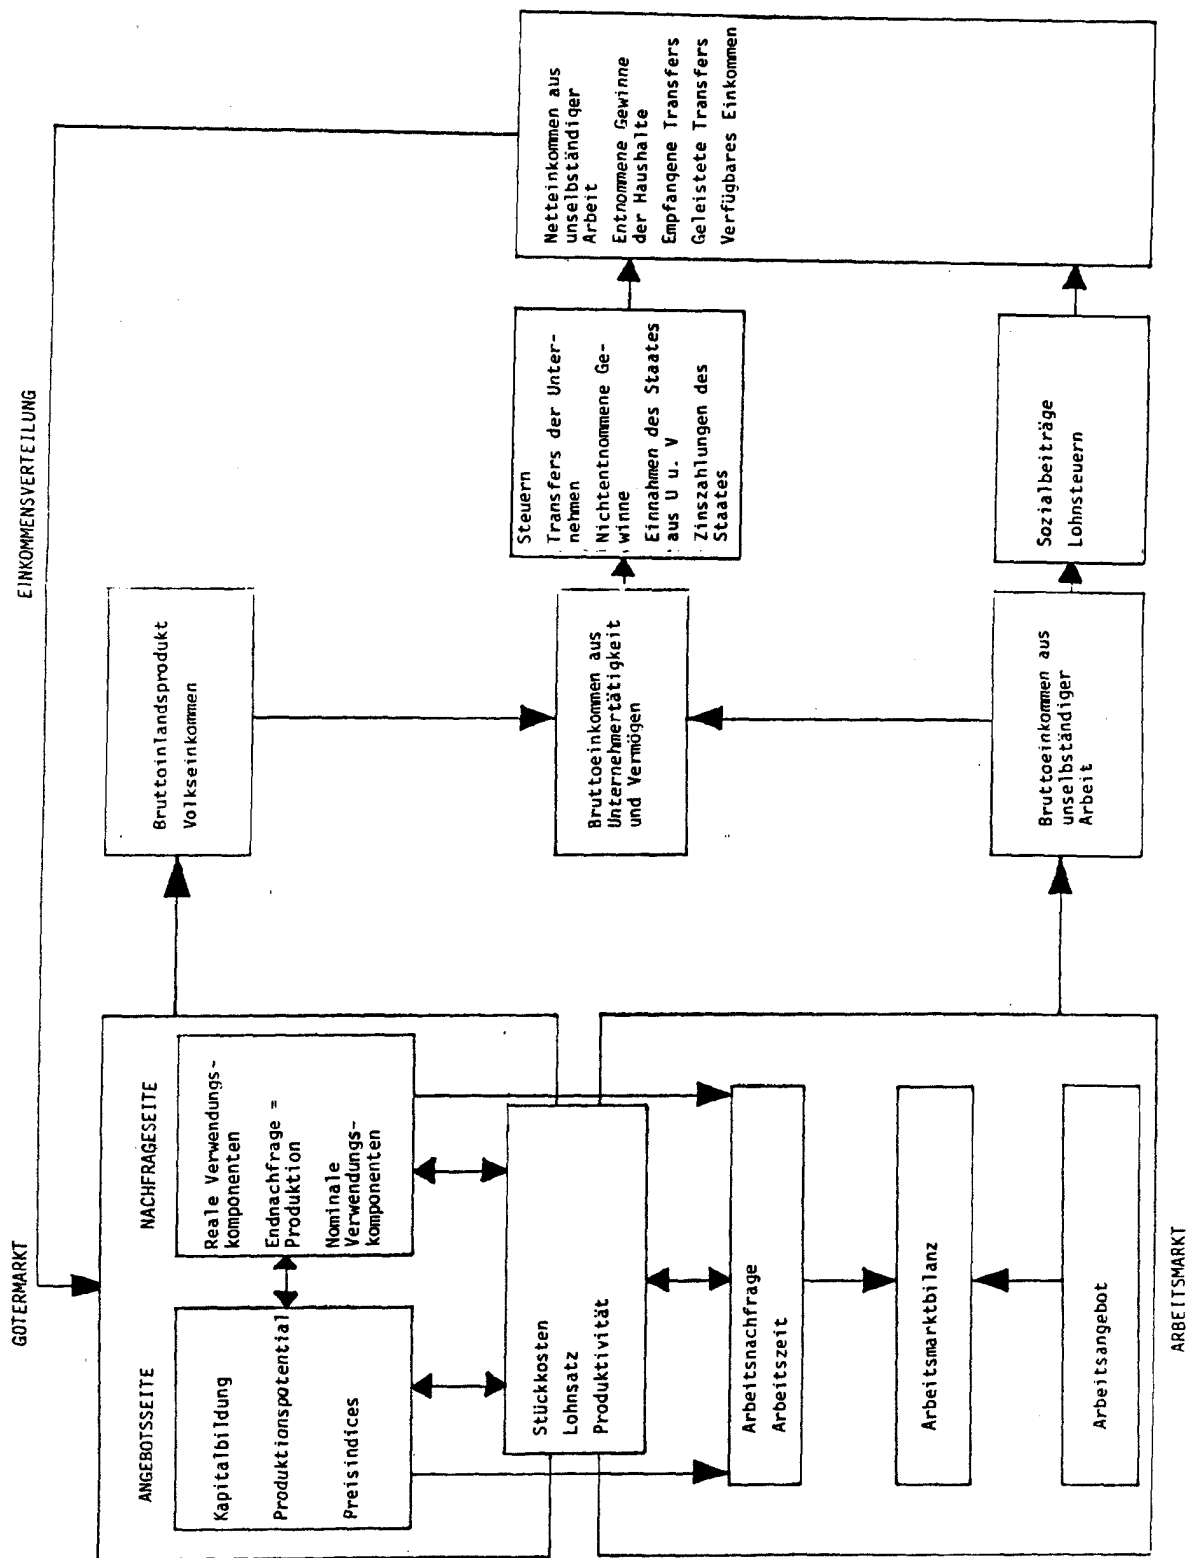 GÖTERMARKT
EINKOMMENSVERTEILUNG
ANGEBOTSSEITE
NACHFRAGESEITE
Kapitalbildung
Produktionspotential
Preisindices
Reale Verwendungs-
komponenten
Endnachfrage =
Produktion
Nominale
Verwendungs-
komponenten
Stückkosten
Lohnsatz
Produktivität
Arbeitsnachfrage
Arbeitszeit
Arbeitsmarktbilanz
Arbeitsangebot
ARBEITSMARKT
Bruttoinlandsprodukt
Volkseinkommen
Bruttoeinkommen aus
Unternehmertätigkeit
und Vermögen
Bruttoeinkommen aus
unselbständiger
Arbeit
Steuern
Transfers der Unter-
nehmen
Nichtentnommene Ge-
winne
Einnahmen des Staates
aus U u. V
Zinszahlungen des
Staates
Sozialbeiträge
Lohnsteuern
Netteinkommen aus
unselbständiger
Arbeit
Entnommene Gewinne
der Haushalte
Empfangene Transfers
Geleistete Transfers
Verfügbares Einkommen